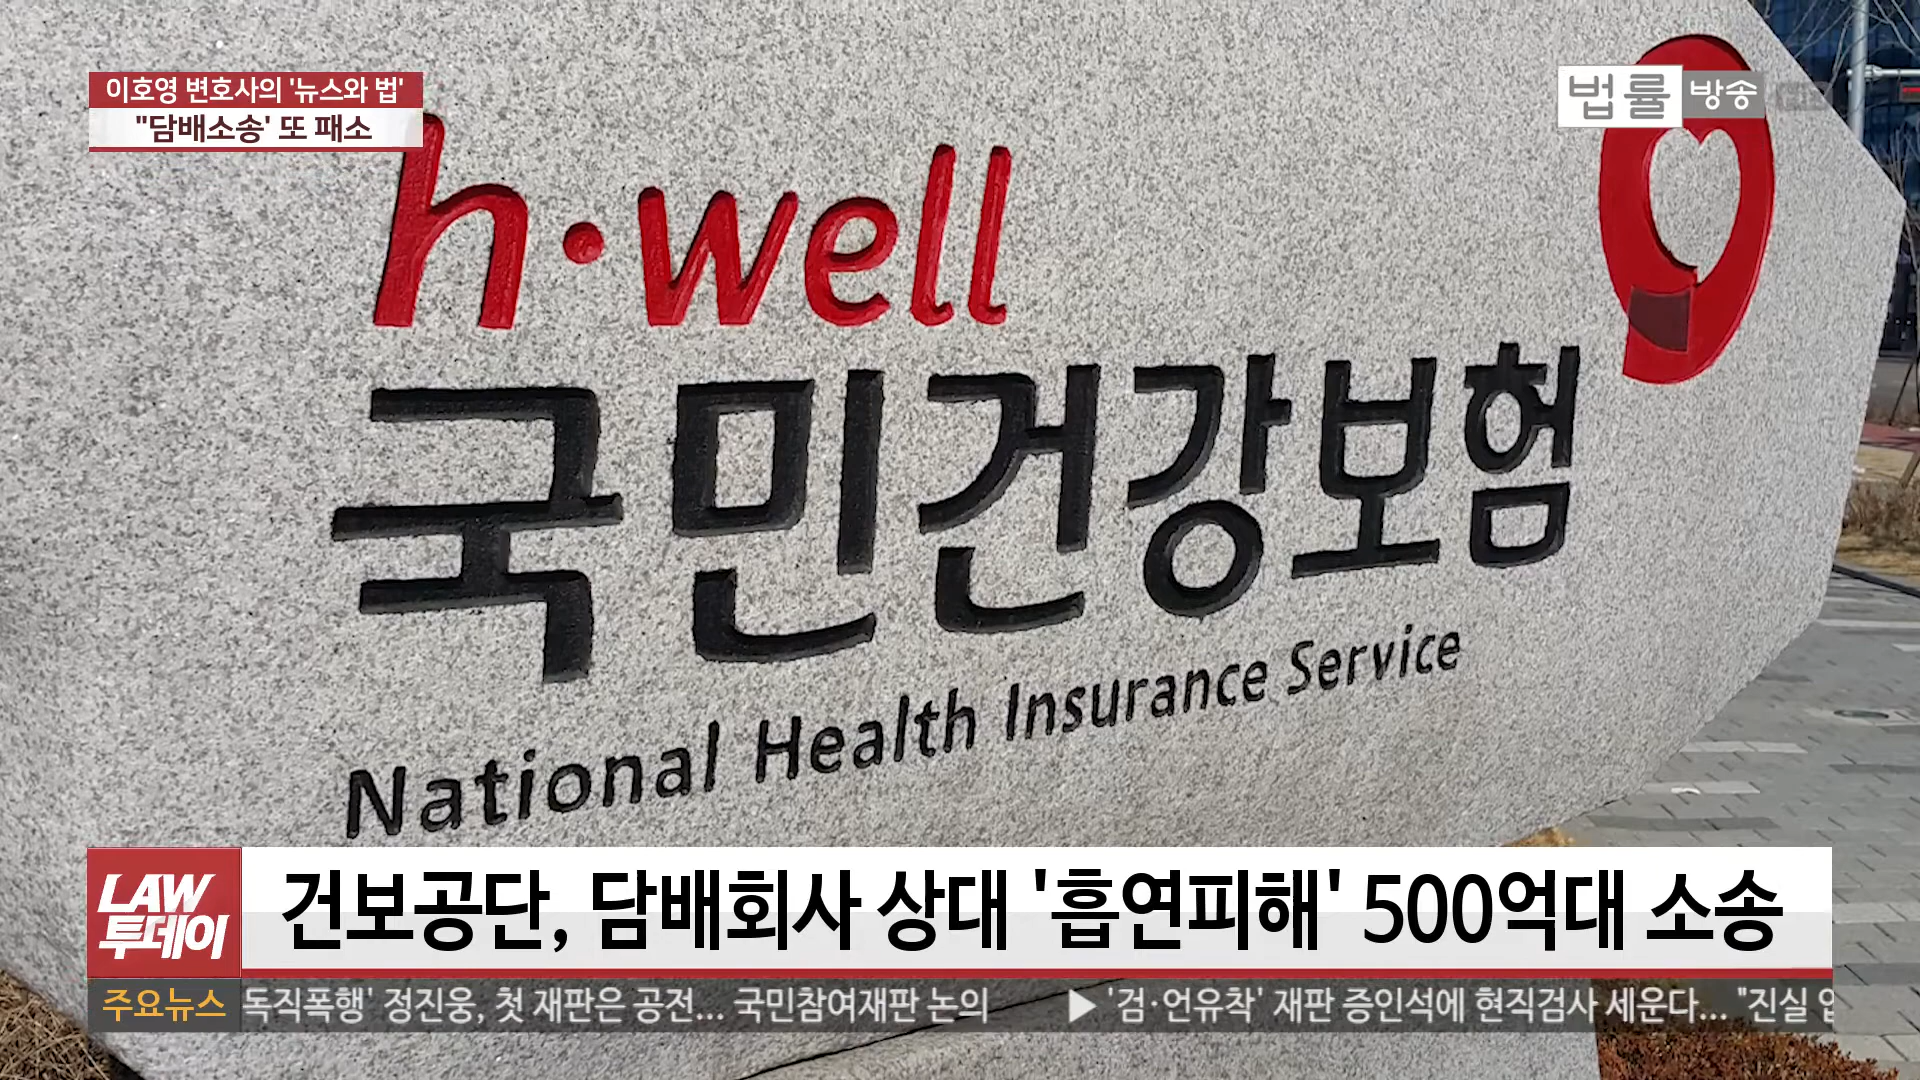 이호영 변호사의 '뉴스와 법'
"담배소송' 또 패소
법률방송
h·well
국민건강보험
National Health Insurance Service
LAW
투데이
건보공단, 담배회사 상대 '흡연피해' 500억대 소송
주요뉴스
독직폭행' 정진웅, 첫 재판은 공전... 국민참여재판 논의 ▶ '검·언유착' 재판 증인석에 현직검사 세운다... "진실